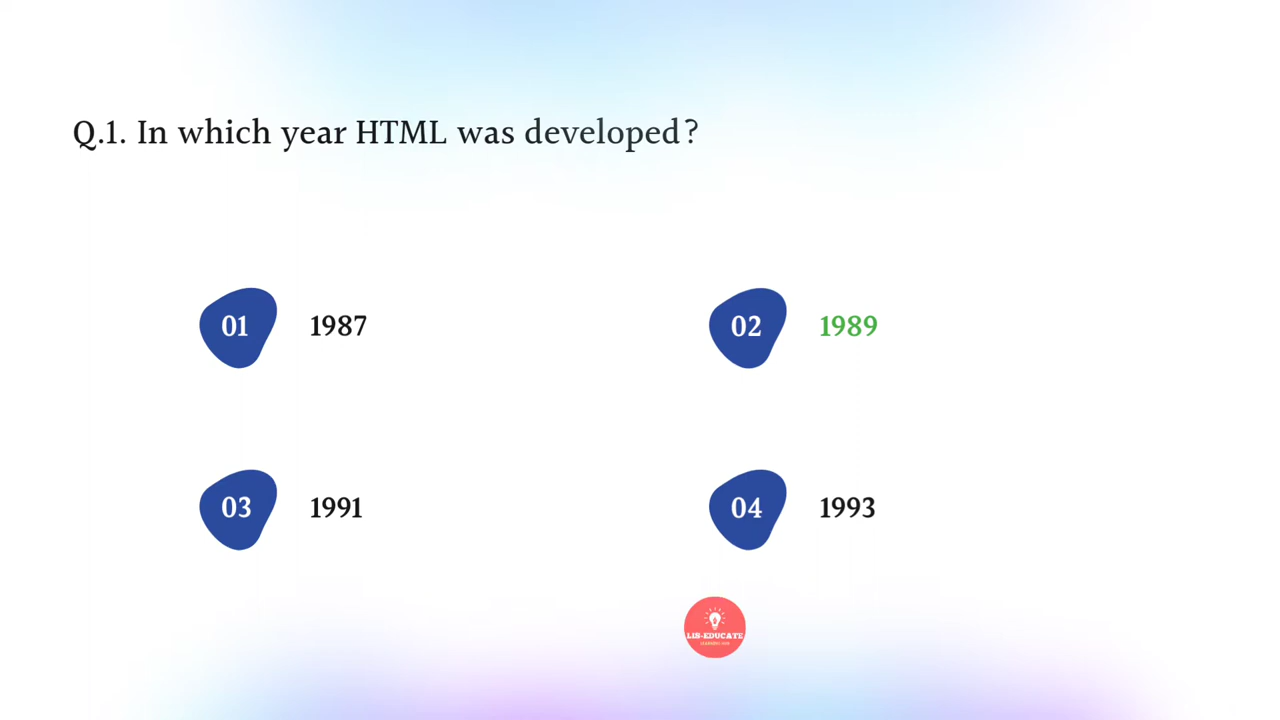 Q.1. In which year HTML was developed?
01 1987
02 1989
03 1991
04 1993
LIS-EDUCATE